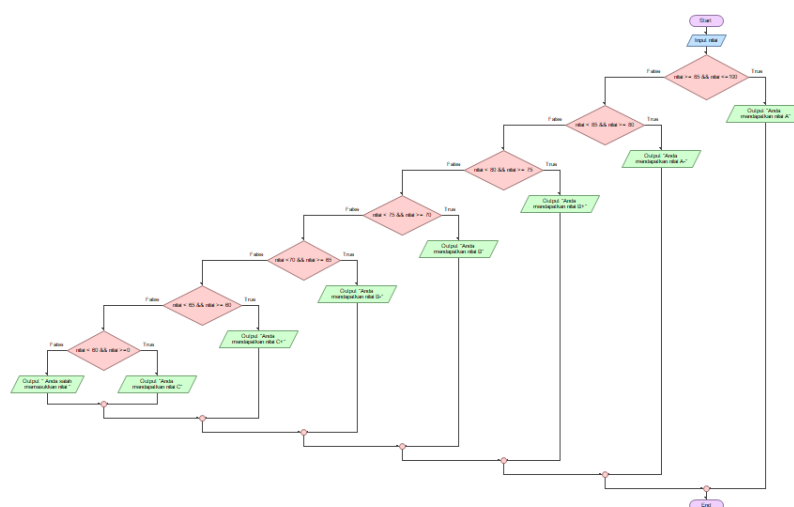 Start
Input nilai
nilai >= 85 && nilai <=100
False
True
Output "Anda
mendapatkan nilai A"
nilai < 85 && nilai >= 80
False
True
Output "Anda
mendapatkan nilai A-"
nilai < 80 && nilai >= 75
False
True
Output "Anda
mendapatkan nilai B+"
nilai < 75 && nilai >= 70
False
True
Output "Anda
mendapatkan nilai B"
nilai <70 && nilai >= 65
False
True
Output "Anda
mendapatkan nilai B-"
nilai < 65 && nilai >= 60
False
True
Output "Anda
mendapatkan nilai C+"
nilai < 60 && nilai >=0
False
True
Output " Anda salah
mamasukkan nilai "
Output "Anda
mendapatkan nilai C"
End